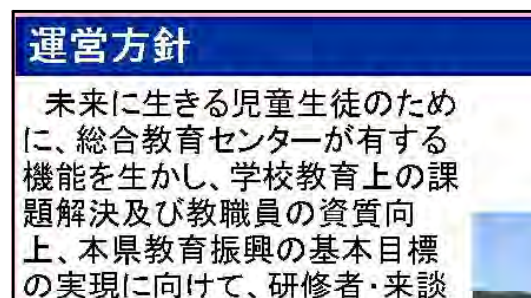 運営方針
未来に生きる児童生徒のため
に、総合教育センターが有する
機能を生かし、学校教育上の課
題解決及び教職員の資質向
上、本県教育振興の基本目標
の実現に向けて、研修者・来談